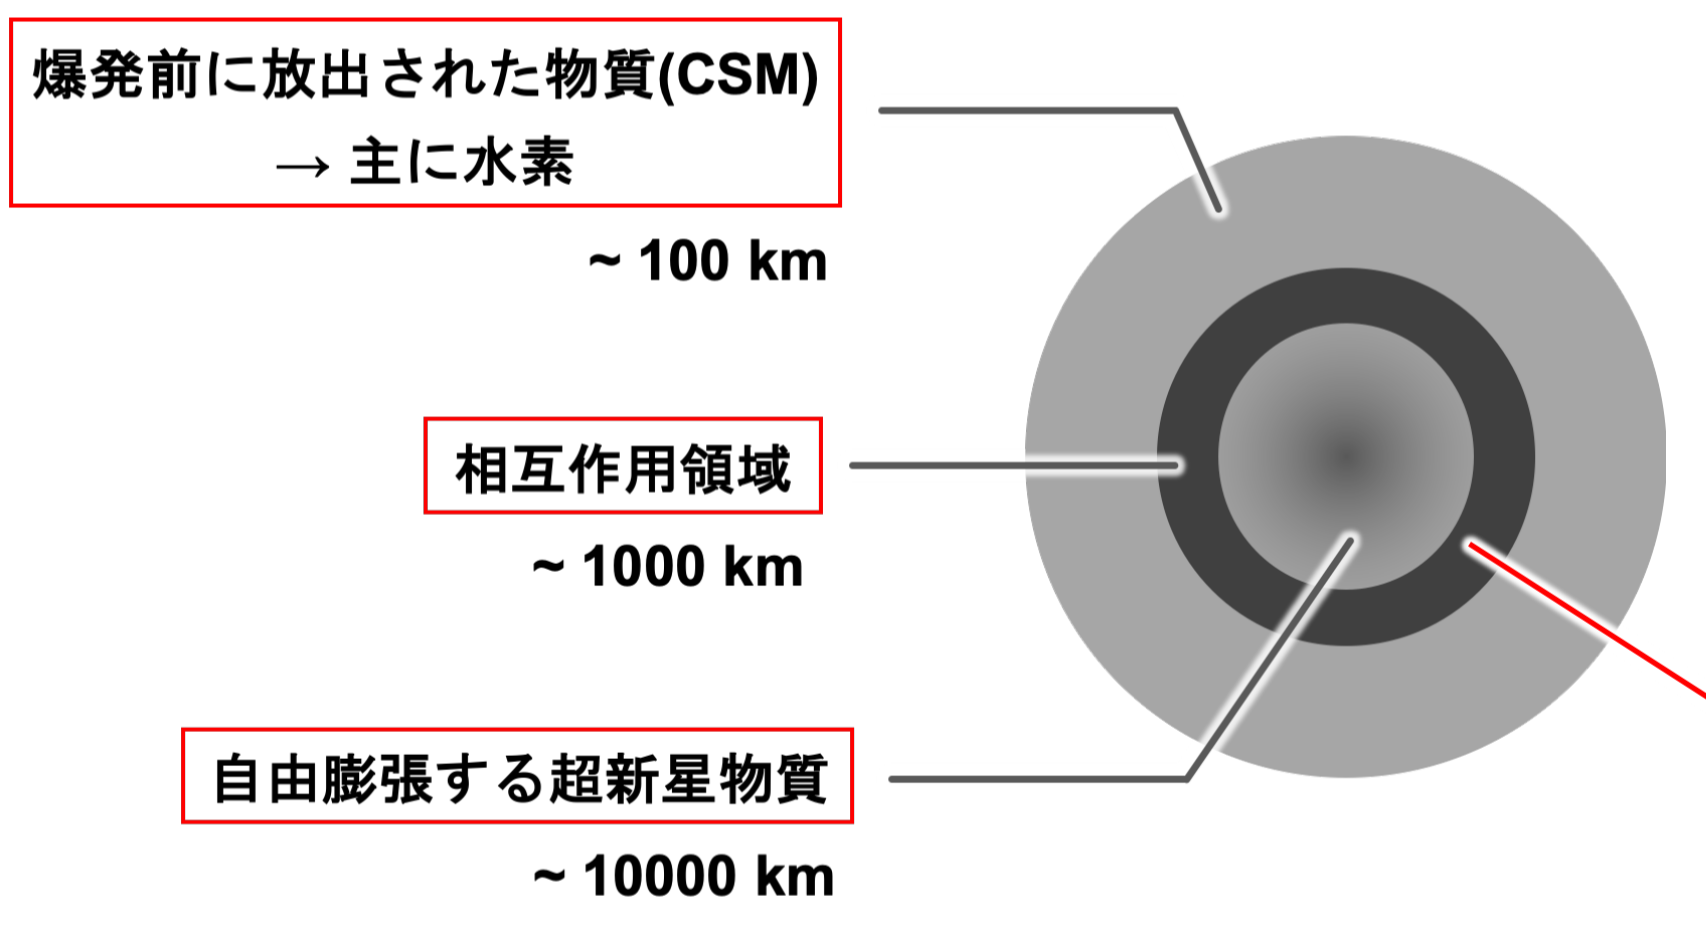 爆発前に放出された物質(CSM)
→ 主に水素
~ 100 km
相互作用領域
~ 1000 km
自由膨張する超新星物質
~ 10000 km